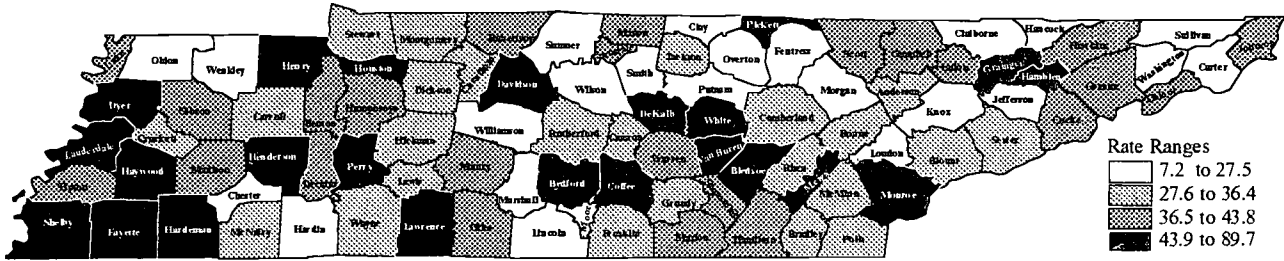 Stewart
Montgomery
Robertson
Sumner
Macon
Clay
Pickett
Claiborne
Hancock
Hawkins
Sullivan
Johnson
Obion
Weakley
Henry
Houston
Davidson
Smith
Jackson
Overton
Fentress
Scott
Campbell
Union
Grainger
Hamblen
Washington
Carter
Dyer
Gibson
Carroll
Benton
Humphreys
Dickson
Wilson
Putnam
Morgan
Anderson
Knox
Jefferson
Greene
Cocke
Lauderdale
Crockett
Haywood
Madison
Henderson
Decatur
Perry
Hickman
Williamson
Rutherford
Cannon
DeKalb
White
Cumberland
Roane
Loudon
Blount
Sevier
Lewis
Maury
Bedford
Coffee
Warren
Van Buren
Bledsoe
Rhea
Meigs
McMinn
Monroe
Shelby
Fayette
Hardeman
Chester
McNairy
Hardin
Wayne
Lawrence
Giles
Marshall
Moore
Lincoln
Franklin
Grundy
Marion
Hamilton
Bradley
Polk
Rate Ranges
7.2 to 27.5
27.6 to 36.4
36.5 to 43.8
43.9 to 89.7